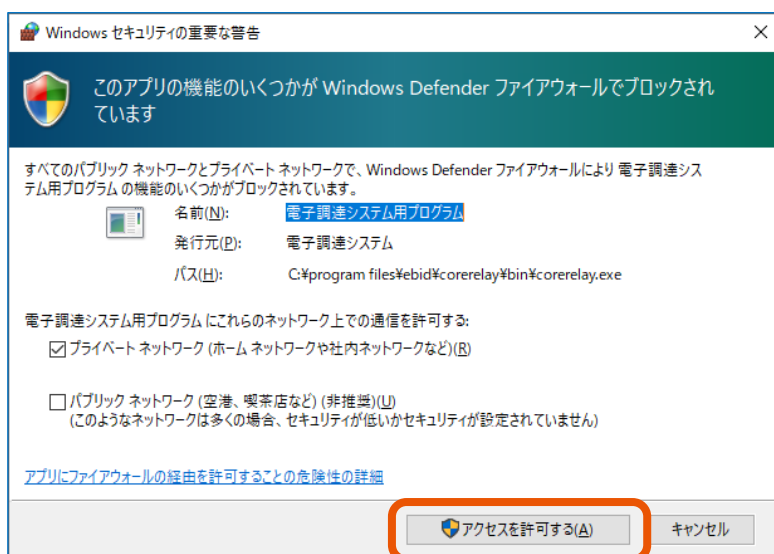 Windows セキュリティの重要な警告
このアプリの機能のいくつかが Windows Defender ファイアウォールでブロックされ
ています
すべてのパブリック ネットワークとプライベート ネットワークで、Windows Defender ファイアウォールにより 電子調達シス
テム用プログラム の機能のいくつかがブロックされています。
名前(N): 電子調達システム用プログラム
発行元(P): 電子調達システム
パス(H): C:¥program files¥ebid¥corerelay¥bin¥corerelay.exe
電子調達システム用プログラム にこれらのネットワーク上での通信を許可する:
プライベート ネットワーク (ホーム ネットワークや社内ネットワークなど)(R)
パブリック ネットワーク (空港、喫茶店など) (非推奨)(U)
(このようなネットワークは多くの場合、セキュリティが低いかセキュリティが設定されていません)
アプリにファイアウォールの経由を許可することの危険性の詳細
アクセスを許可する(A) キャンセル